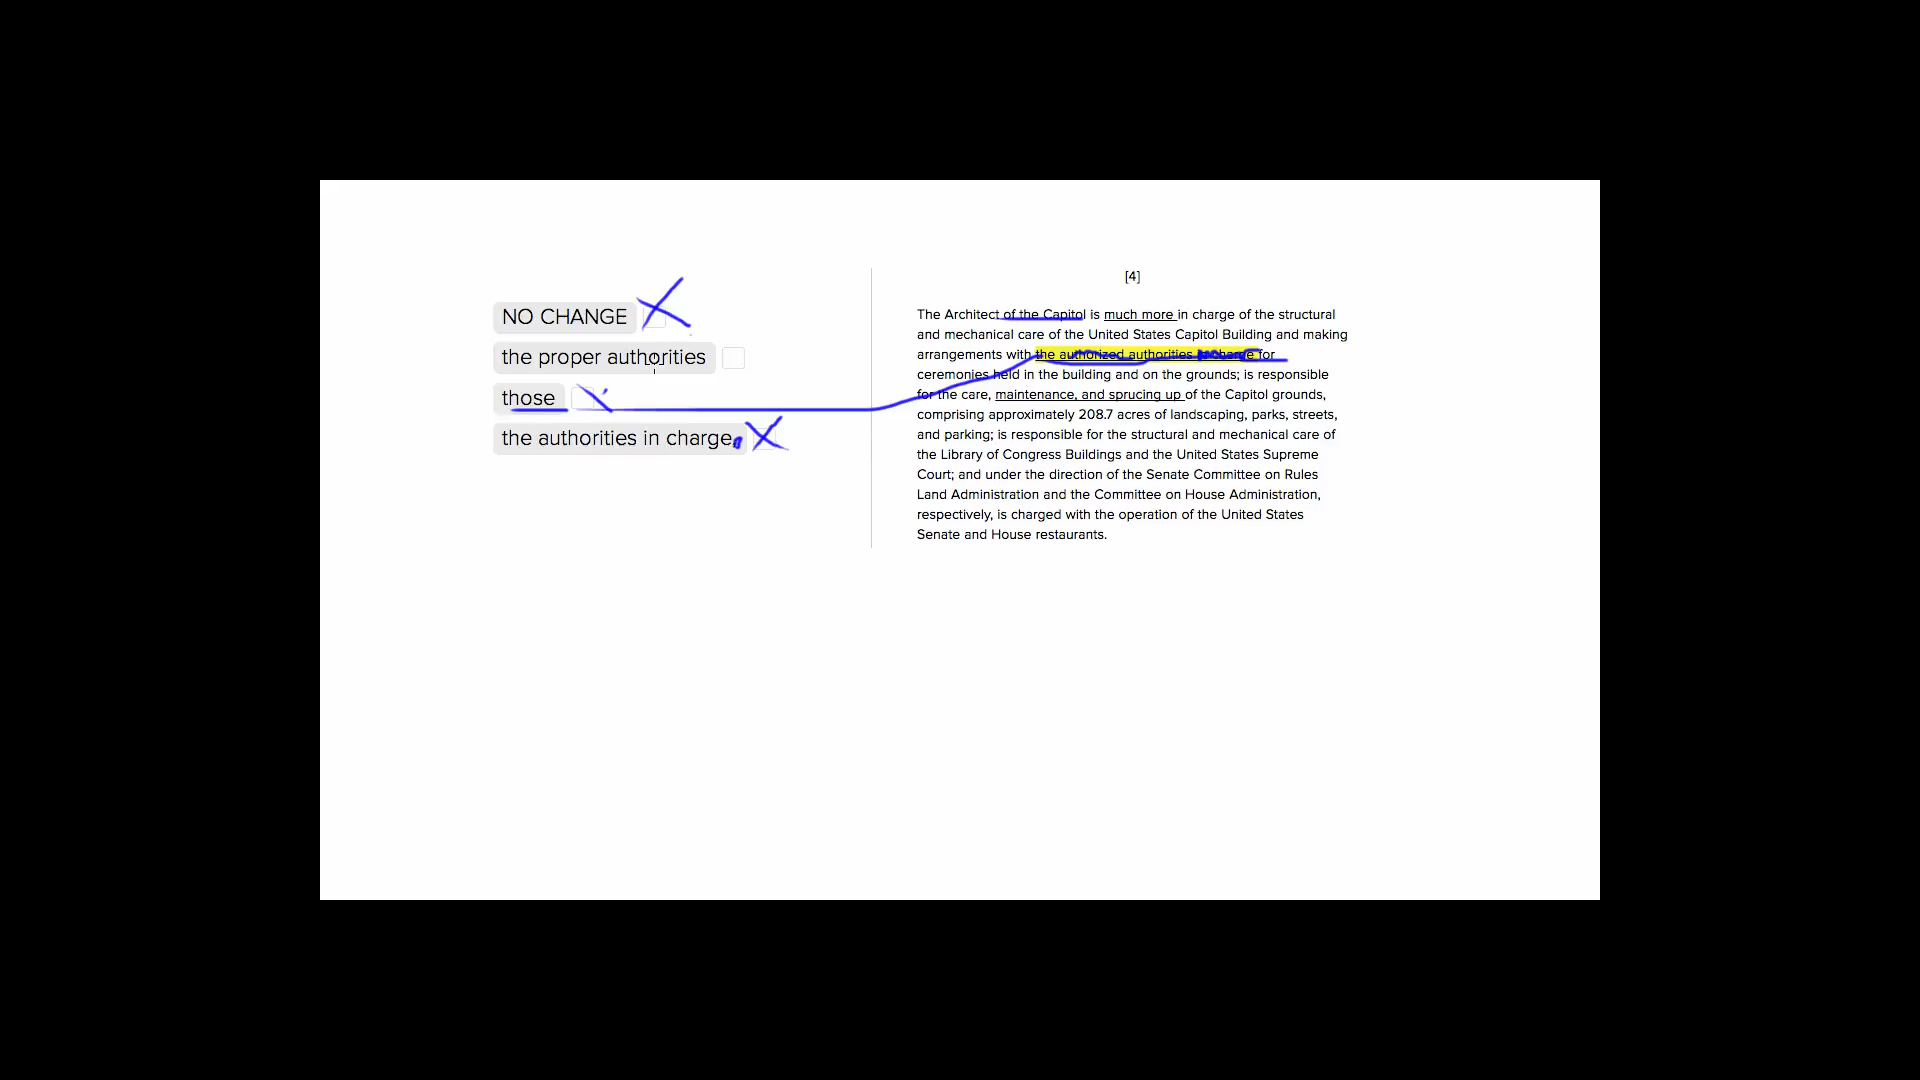 NO CHANGE
the proper authorities
those
the authorities in charge
[4]
The Architect of the Capitol is much more in charge of the structural
and mechanical care of the United States Capitol Building and making
arrangements with the authorized authorities in charge for
ceremonies held in the building and on the grounds; is responsible
for the care, maintenance, and sprucing up of the Capitol grounds,
comprising approximately 208.7 acres of landscaping, parks, streets,
and parking; is responsible for the structural and mechanical care of
the Library of Congress Buildings and the United States Supreme
Court; and under the direction of the Senate Committee on Rules
Land Administration and the Committee on House Administration,
respectively, is charged with the operation of the United States
Senate and House restaurants.